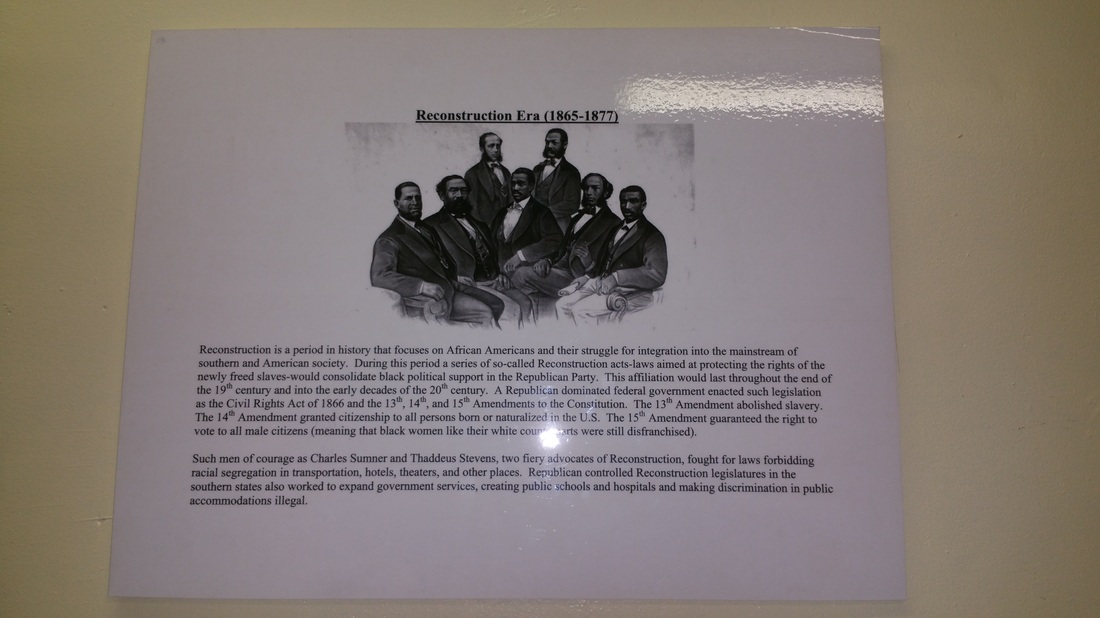 Reconstruction Era (1865-1877)
Reconstruction is a period in history that focuses on African Americans and their struggle for integration into the mainstream of
southern and American society. During this period a series of so-called Reconstruction acts-laws aimed at protecting the rights of the
newly freed slaves-would consolidate black political support in the Republican Party. This affiliation would last throughout the end of
the 19th century and into the early decades of the 20th century. A Republican dominated federal government enacted such legislation
as the Civil Rights Act of 1866 and the 13th, 14th, and 15th Amendments to the Constitution. The 13th Amendment abolished slavery.
The 14th Amendment granted citizenship to all persons born or naturalized in the U.S. The 15th Amendment guaranteed the right to
vote to all male citizens (meaning that black women like their white were still disfranchised).
Such men of courage as Charles Sumner and Thaddeus Stevens, two fiery advocates of Reconstruction, fought for laws forbidding
racial segregation in transportation, hotels, theaters, and other places. Republican controlled Reconstruction legislatures in the
southern states also worked to expand government services, creating public schools and hospitals and making discrimination in public
accommodations illegal.